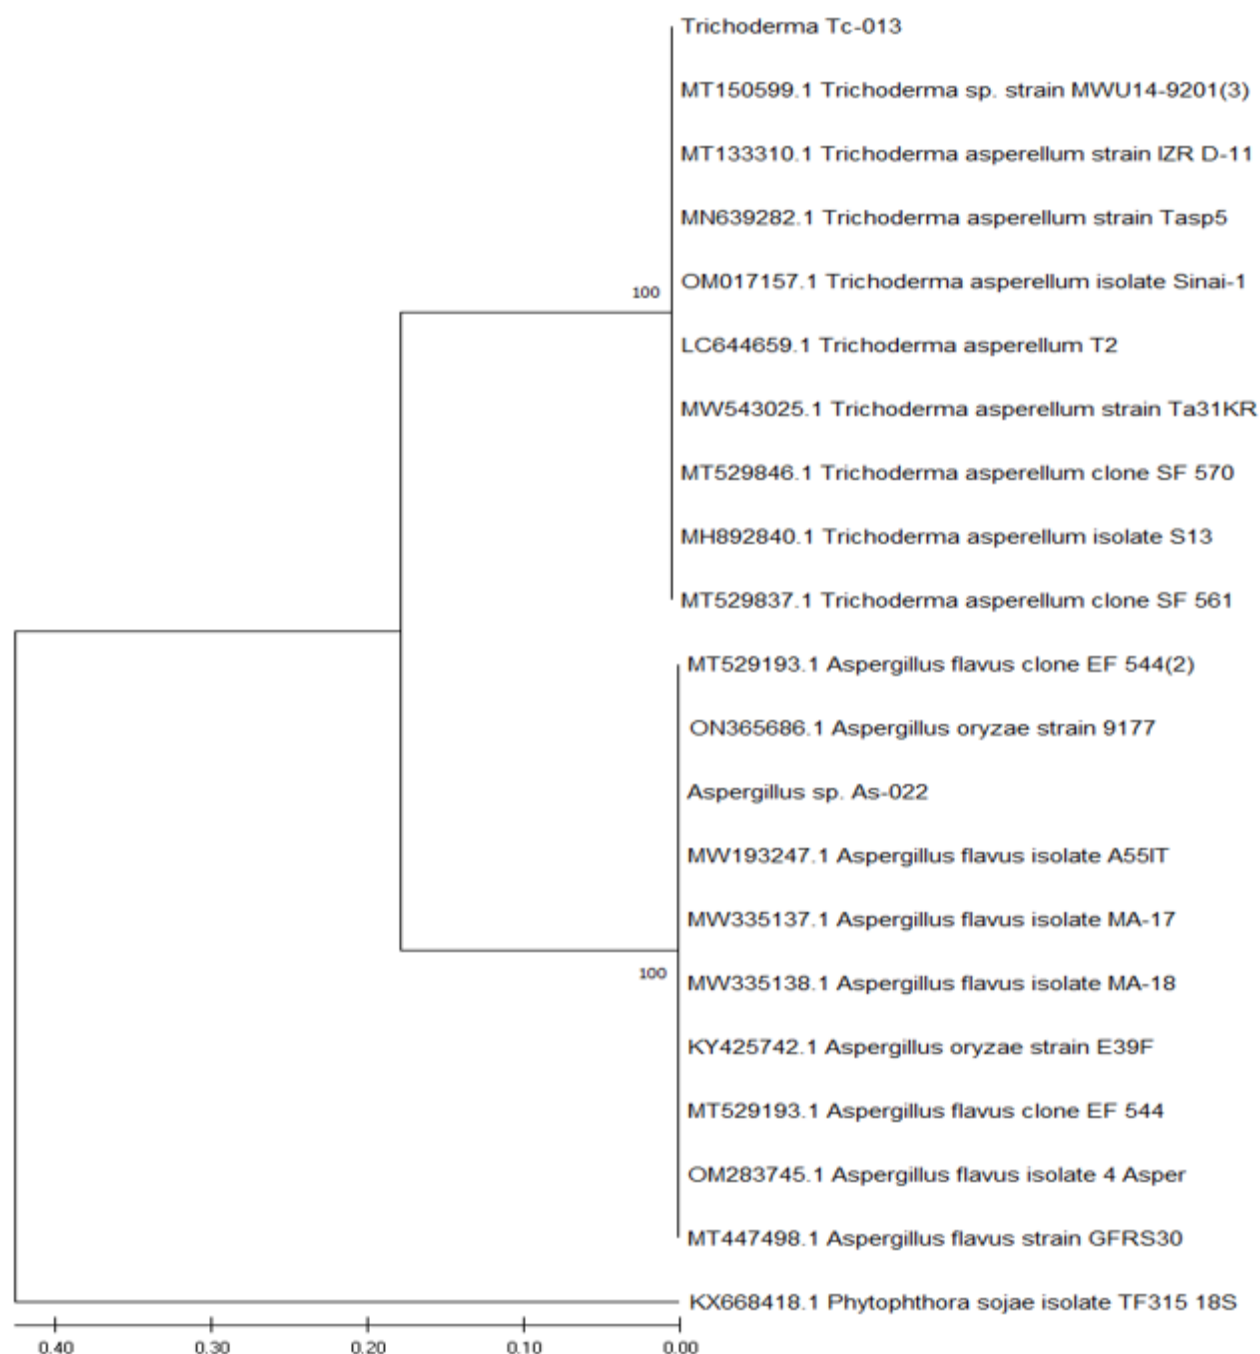 Trichoderma Tc-013
MT150599.1 Trichoderma sp. strain MWU14-9201(3)
MT133310.1 Trichoderma asperellum strain IZR D-11
MN639282.1 Trichoderma asperellum strain Tasp5
100
OM017157.1 Trichoderma asperellum isolate Sinai-1
LC644659.1 Trichoderma asperellum T2
MW543025.1 Trichoderma asperellum strain Ta31KR
MT529846.1 Trichoderma asperellum clone SF 570
MH892840.1 Trichoderma asperellum isolate S13
MT529837.1 Trichoderma asperellum clone SF 561
MT529193.1 Aspergillus flavus clone EF 544(2)
ON365686.1 Aspergillus oryzae strain 9177
Aspergillus sp. As-022
MW193247.1 Aspergillus flavus isolate A55IT
MW335137.1 Aspergillus flavus isolate MA-17
100
MW335138.1 Aspergillus flavus isolate MA-18
KY425742.1 Aspergillus oryzae strain E39F
MT529193.1 Aspergillus flavus clone EF 544
OM283745.1 Aspergillus flavus isolate 4 Asper
MT447498.1 Aspergillus flavus strain GFRS30
KX668418.1 Phytophthora sojae isolate TF315 18S
0.40 0.30 0.20 0.10 0.00